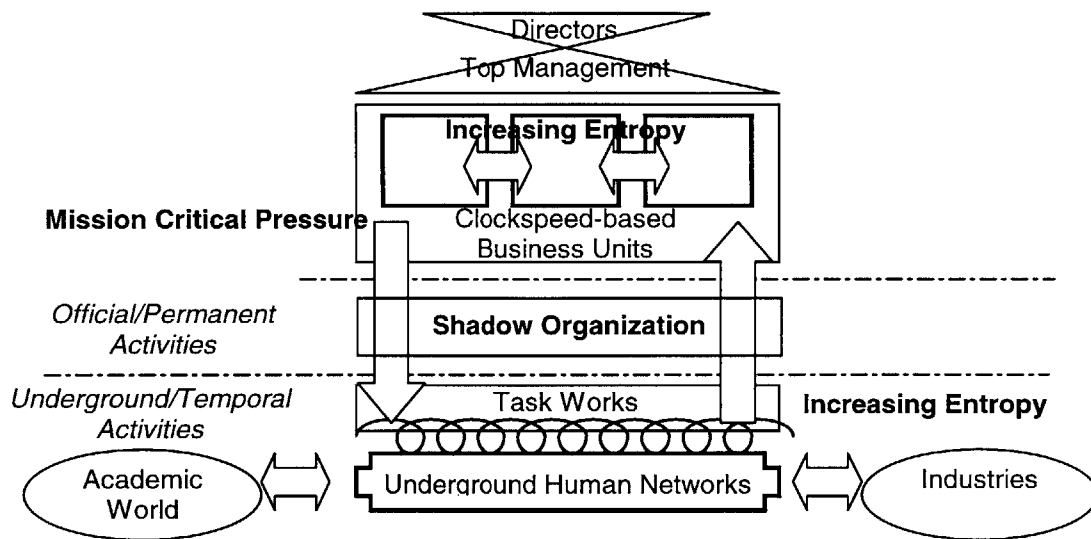 Directors
Top Management
Increasing Entropy
Mission Critical Pressure
Clockspeed-based
Business Units
Official/Permanent
Activities
Shadow Organization
Underground/Temporal
Activities
Task Works
Increasing Entropy
Academic
World
Underground Human Networks
Industries